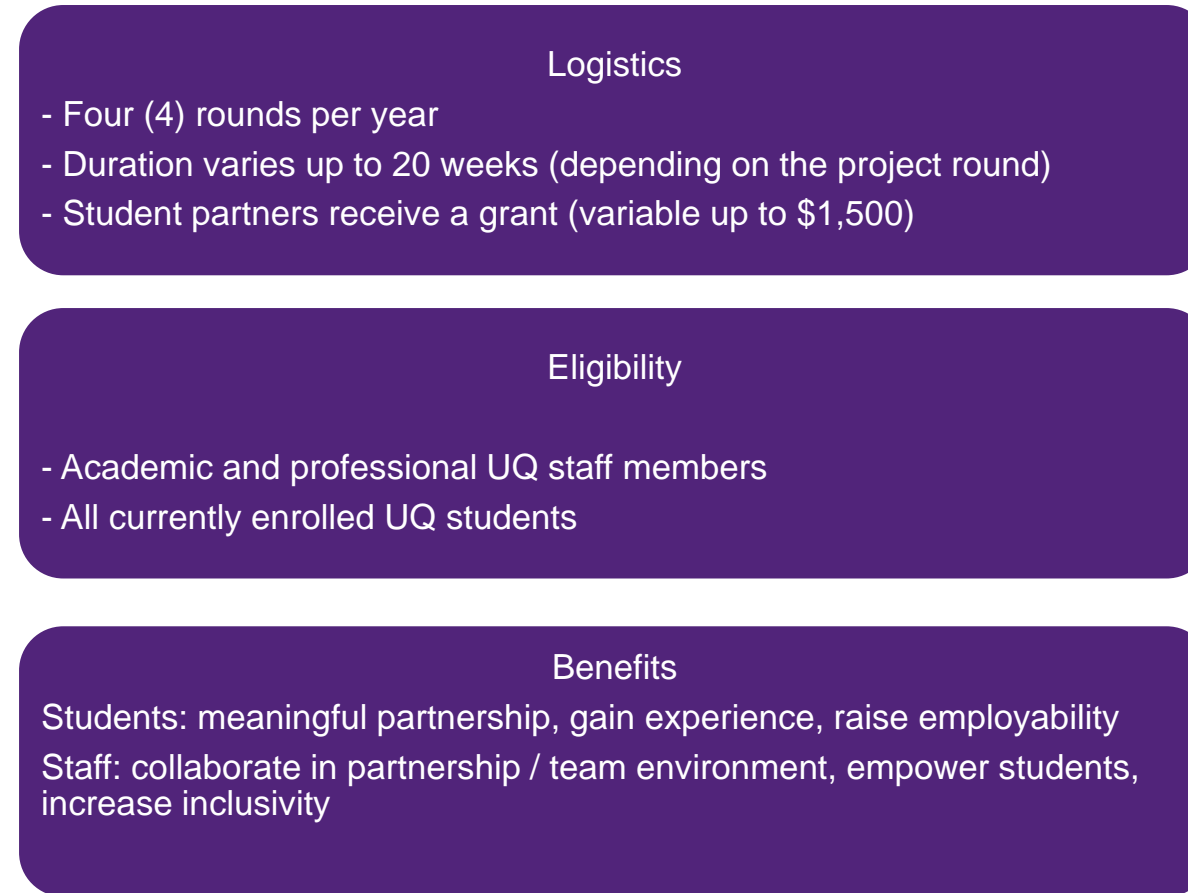 Logistics
- Four (4) rounds per year
- Duration varies up to 20 weeks (depending on the project round)
- Student partners receive a grant (variable up to $1,500)
Eligibility
- Academic and professional UQ staff members
- All currently enrolled UQ students
Benefits
Students: meaningful partnership, gain experience, raise employability
Staff: collaborate in partnership / team environment, empower students,
increase inclusivity